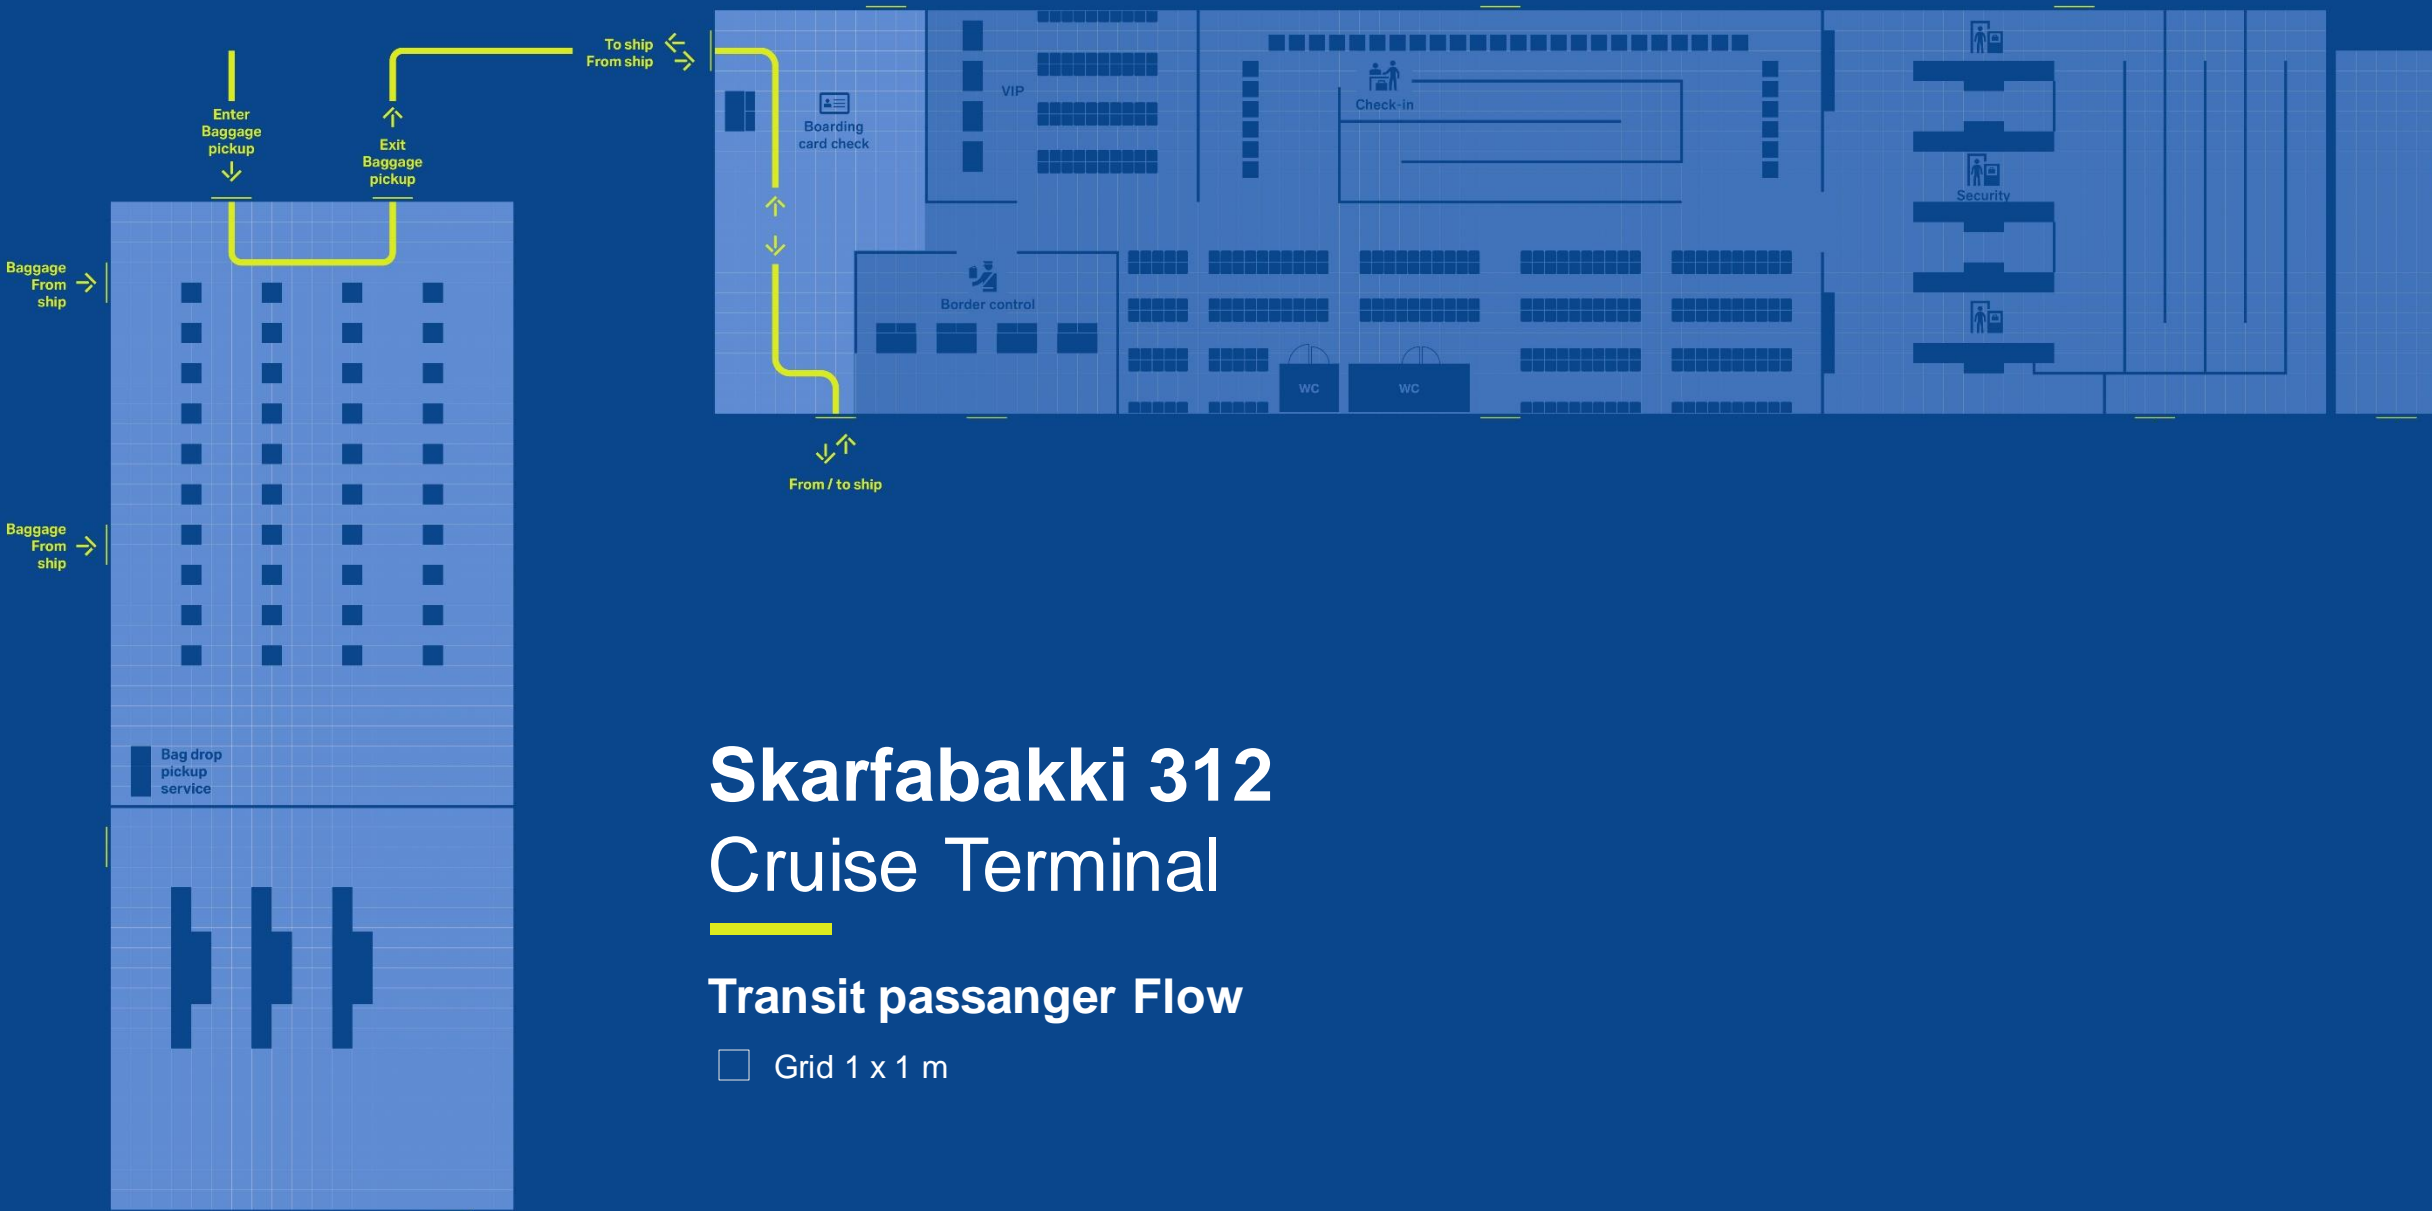 To ship
From ship
Enter
Baggage
pickup
Exit
Baggage
pickup
VIP
Boarding
card check
Check-in
Security
Border control
WC
WC
From / to ship
Baggage
From
ship
Baggage
From
ship
Bag drop
pickup
service
Skarfabakki 312
Cruise Terminal
Transit passanger Flow
Grid 1 x 1 m